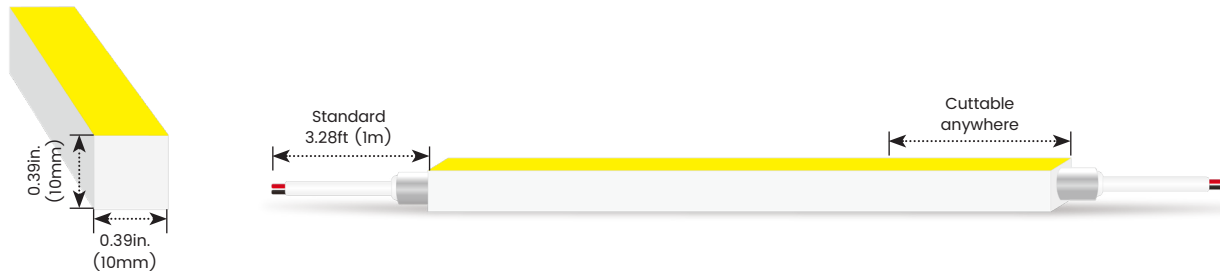 0.39in.
(10mm)
0.39in.
(10mm)
Standard
3.28ft (1m)
Cuttable
anywhere